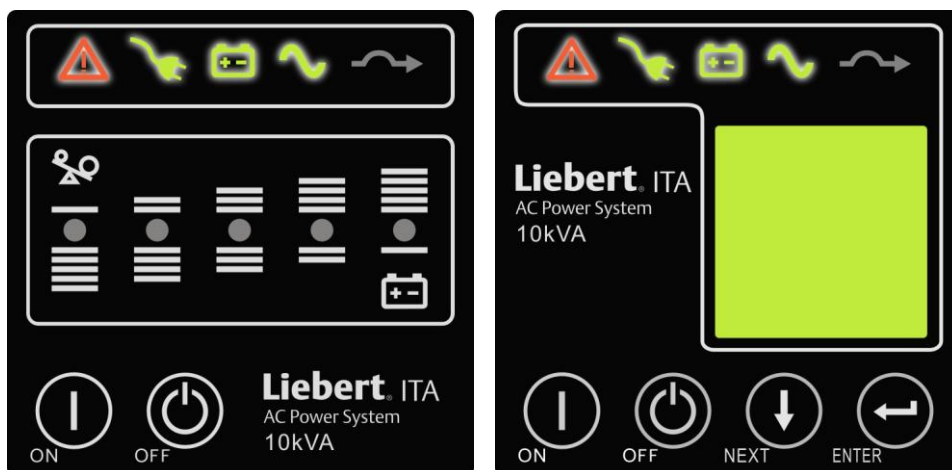 ON
OFF
Liebert® ITA
AC Power System
10kVA
Liebert® ITA
AC Power System
10kVA
ON
OFF
NEXT
ENTER